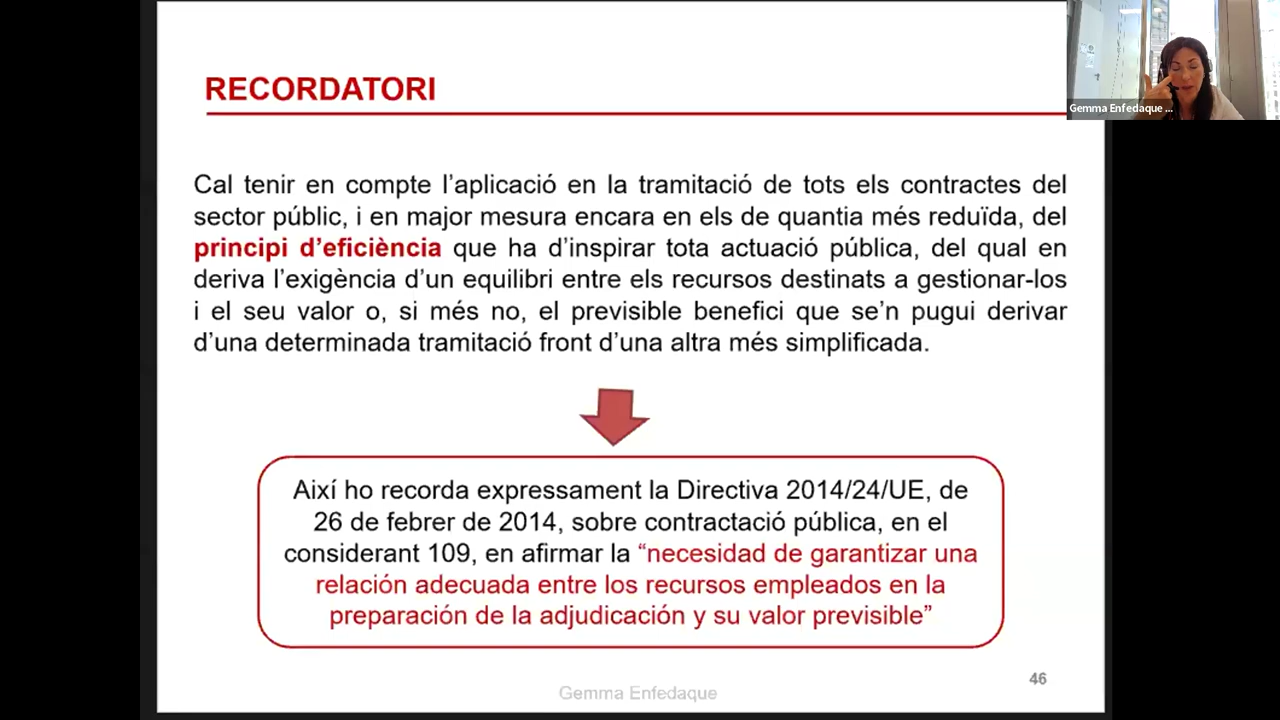 RECORDATORI
Gemma Enfedaque ...
Cal tenir en compte l’aplicació en la tramitació de tots els contractes del
sector públic, i en major mesura encara en els de quantia més reduïda, del
principi d’eficiència que ha d’inspirar tota actuació pública, del qual en
deriva l’exigència d’un equilibri entre els recursos destinats a gestionar-los
i el seu valor o, si més no, el previsible benefici que se’n pugui derivar
d’una determinada tramitació front d’una altra més simplificada.
Així ho recorda expressament la Directiva 2014/24/UE, de
26 de febrer de 2014, sobre contractació pública, en el
considerant 109, en afirmar la “necesidad de garantizar una
relación adecuada entre los recursos empleados en la
preparación de la adjudicación y su valor previsible”
46
Gemma Enfedaque